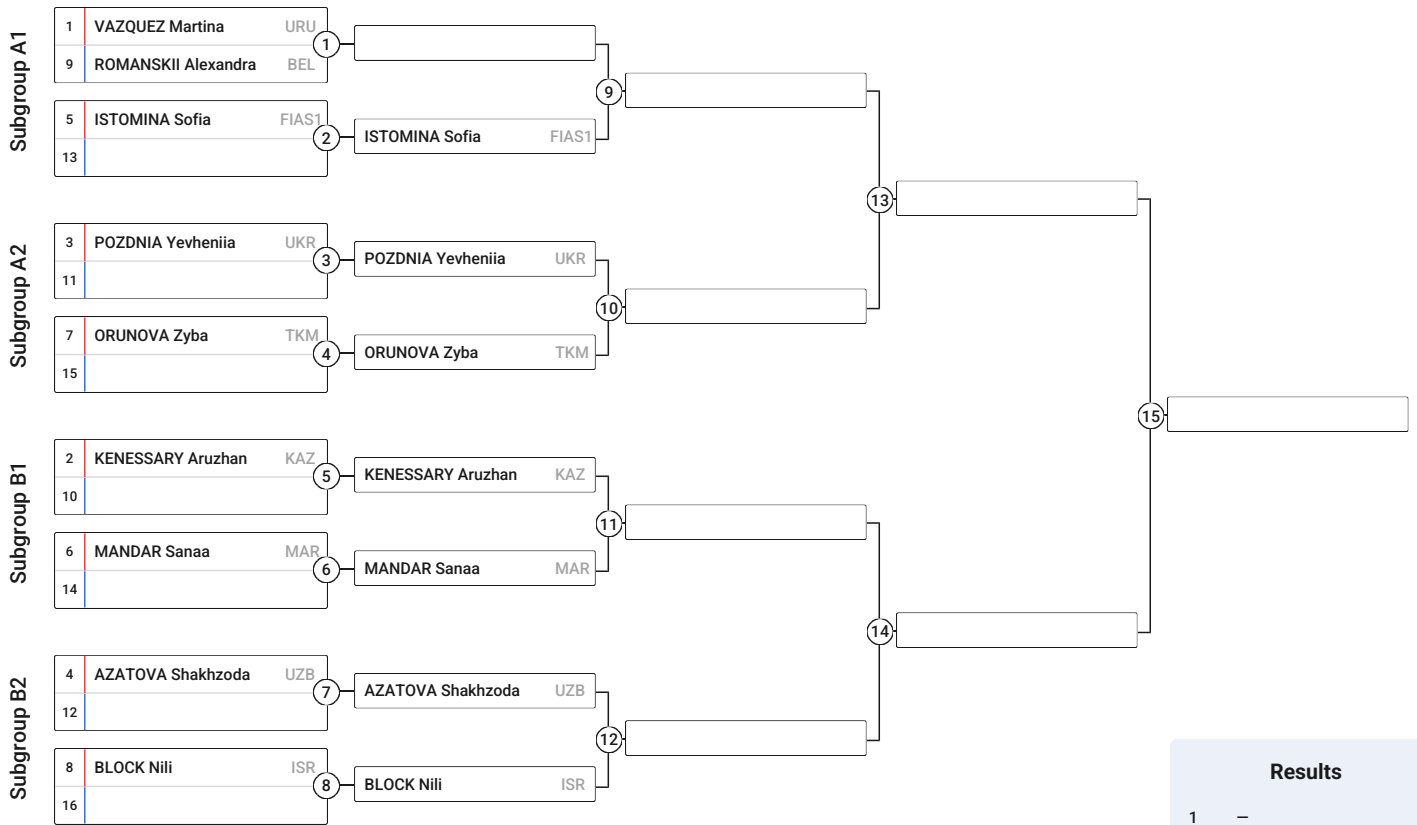 Subgroup A1
1 VAZQUEZ Martina URU
9 ROMANSKII Alexandra BEL
1
5 ISTOMINA Sofia FIAS1
13
2
ISTOMINA Sofia FIAS1
9
Subgroup A2
3 POZDNIA Yevheniia UKR
11
3
POZDNIA Yevheniia UKR
7 ORUNOVA Zyba TKM
15
4
ORUNOVA Zyba TKM
10
13
Subgroup B1
2 KENESSARY Aruzhan KAZ
10
5
KENESSARY Aruzhan KAZ
6 MANDAR Sanaa MAR
14
6
MANDAR Sanaa MAR
11
Subgroup B2
4 AZATOVA Shakhzoda UZB
12
7
AZATOVA Shakhzoda UZB
8 BLOCK Nili ISR
16
8
BLOCK Nili ISR
12
14
15
Results
1 –